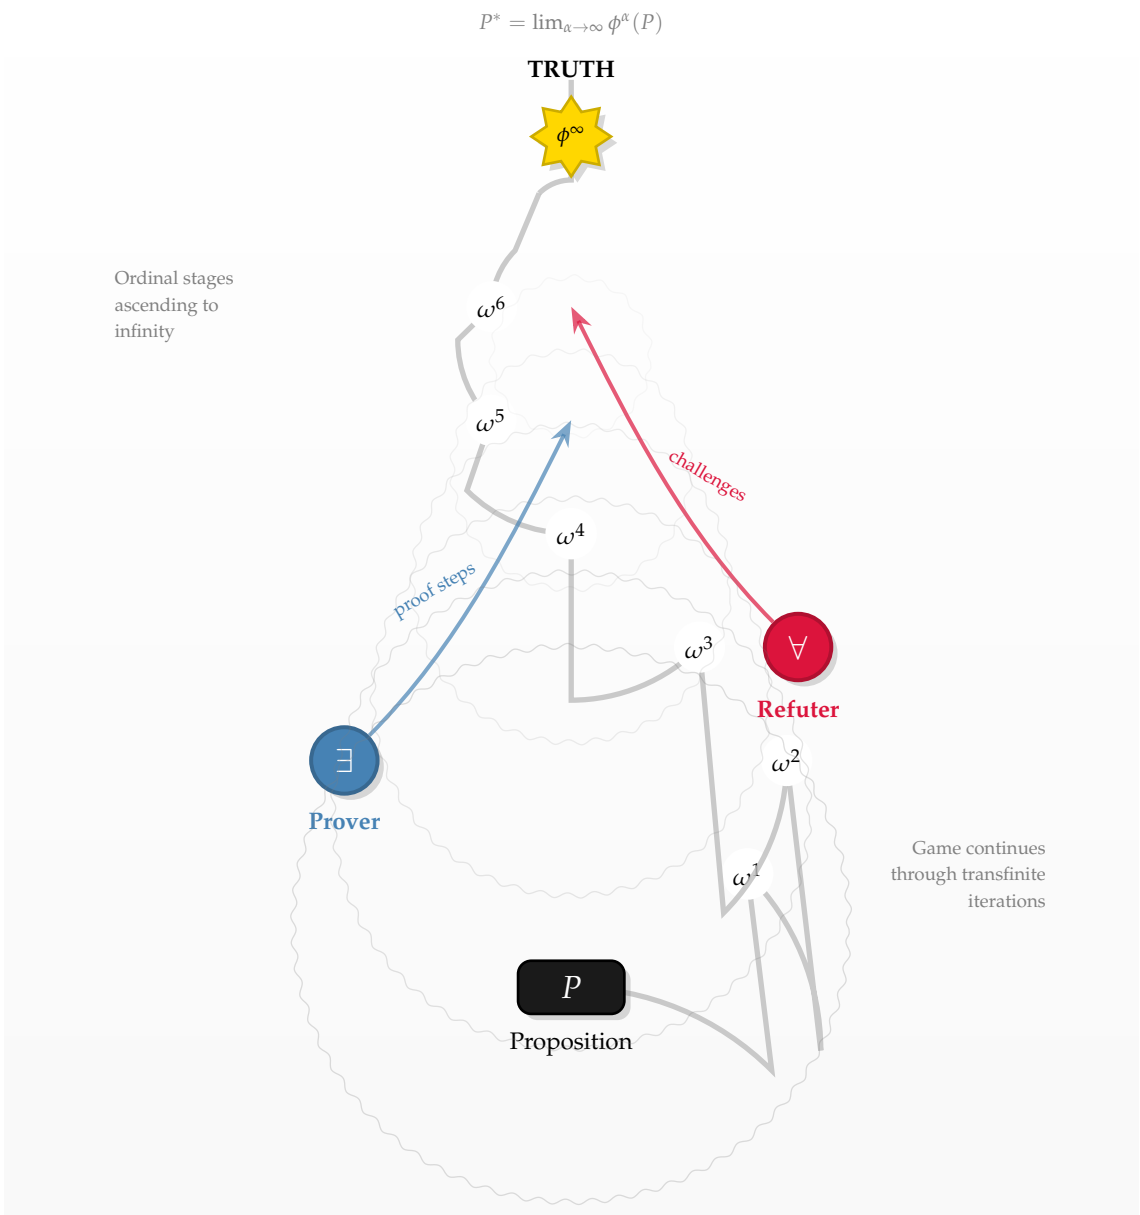 P* = lim_{α→∞} ϕ^α(P)
TRUTH
ϕ^∞
Ordinal stages
ascending to
infinity
ω^6
ω^5
challenges
ω^4
proof steps
ω^3
∀
Refuter
∃
ω^2
Prover
Game continues
through transfinite
iterations
ω^1
P
Proposition